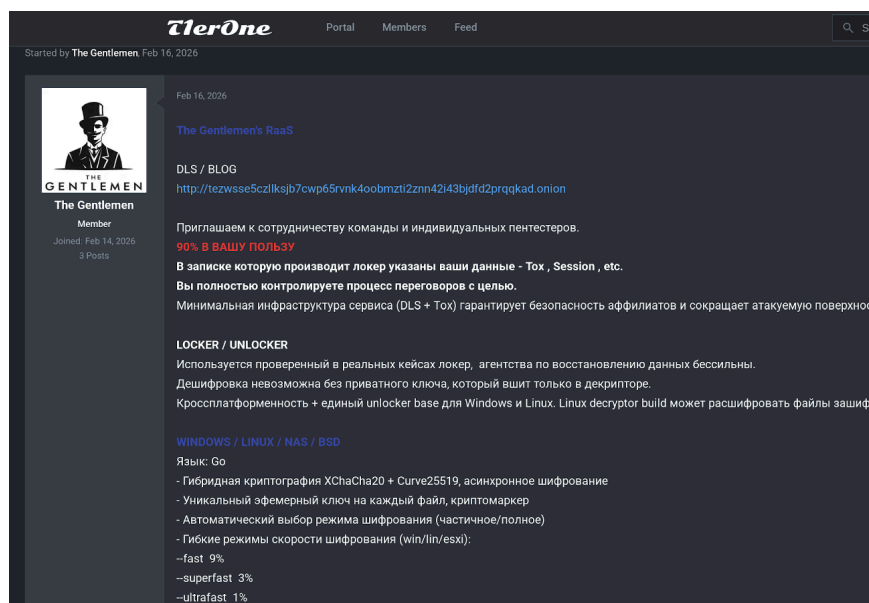 T1erOne
Portal
Members
Feed
S
Started by The Gentlemen, Feb 16, 2026
THE
GENTLEMEN
The Gentlemen
Member
Joined: Feb 14, 2026
3 Posts
Feb 16, 2026
The Gentlemen's RaaS
DLS / BLOG
http://tezwsse5czllksjb7cwp65rvnk4oobmzti2znn42i43bjdfd2prqqkad.onion
Приглашаем к сотрудничеству команды и индивидуальных пентестеров.
90% В ВАШУ ПОЛЬЗУ
В записке которую производит локер указаны ваши данные - Tox , Session , etc.
Вы полностью контролируете процесс переговоров с целью.
Минимальная инфраструктура сервиса (DLS + Tox) гарантирует безопасность аффилиатов и сокращает атакуемую поверхнос
LOCKER / UNLOCKER
Используется проверенный в реальных кейсах локер, агентства по восстановлению данных бессильны.
Дешифровка невозможна без приватного ключа, который вшит только в декрипторе.
Кроссплатформенность + единый unlocker base для Windows и Linux. Linux decryptor build может расшифровать файлы зашиф
WINDOWS / LINUX / NAS / BSD
Язык: Go
- Гибридная криптография XChaCha20 + Curve25519, асинхронное шифрование
- Уникальный эфемерный ключ на каждый файл, криптомаркер
- Автоматический выбор режима шифрования (частичное/полное)
- Гибкие режимы скорости шифрования (win/lin/esxi):
--fast 9%
--superfast 3%
--ultrafast 1%